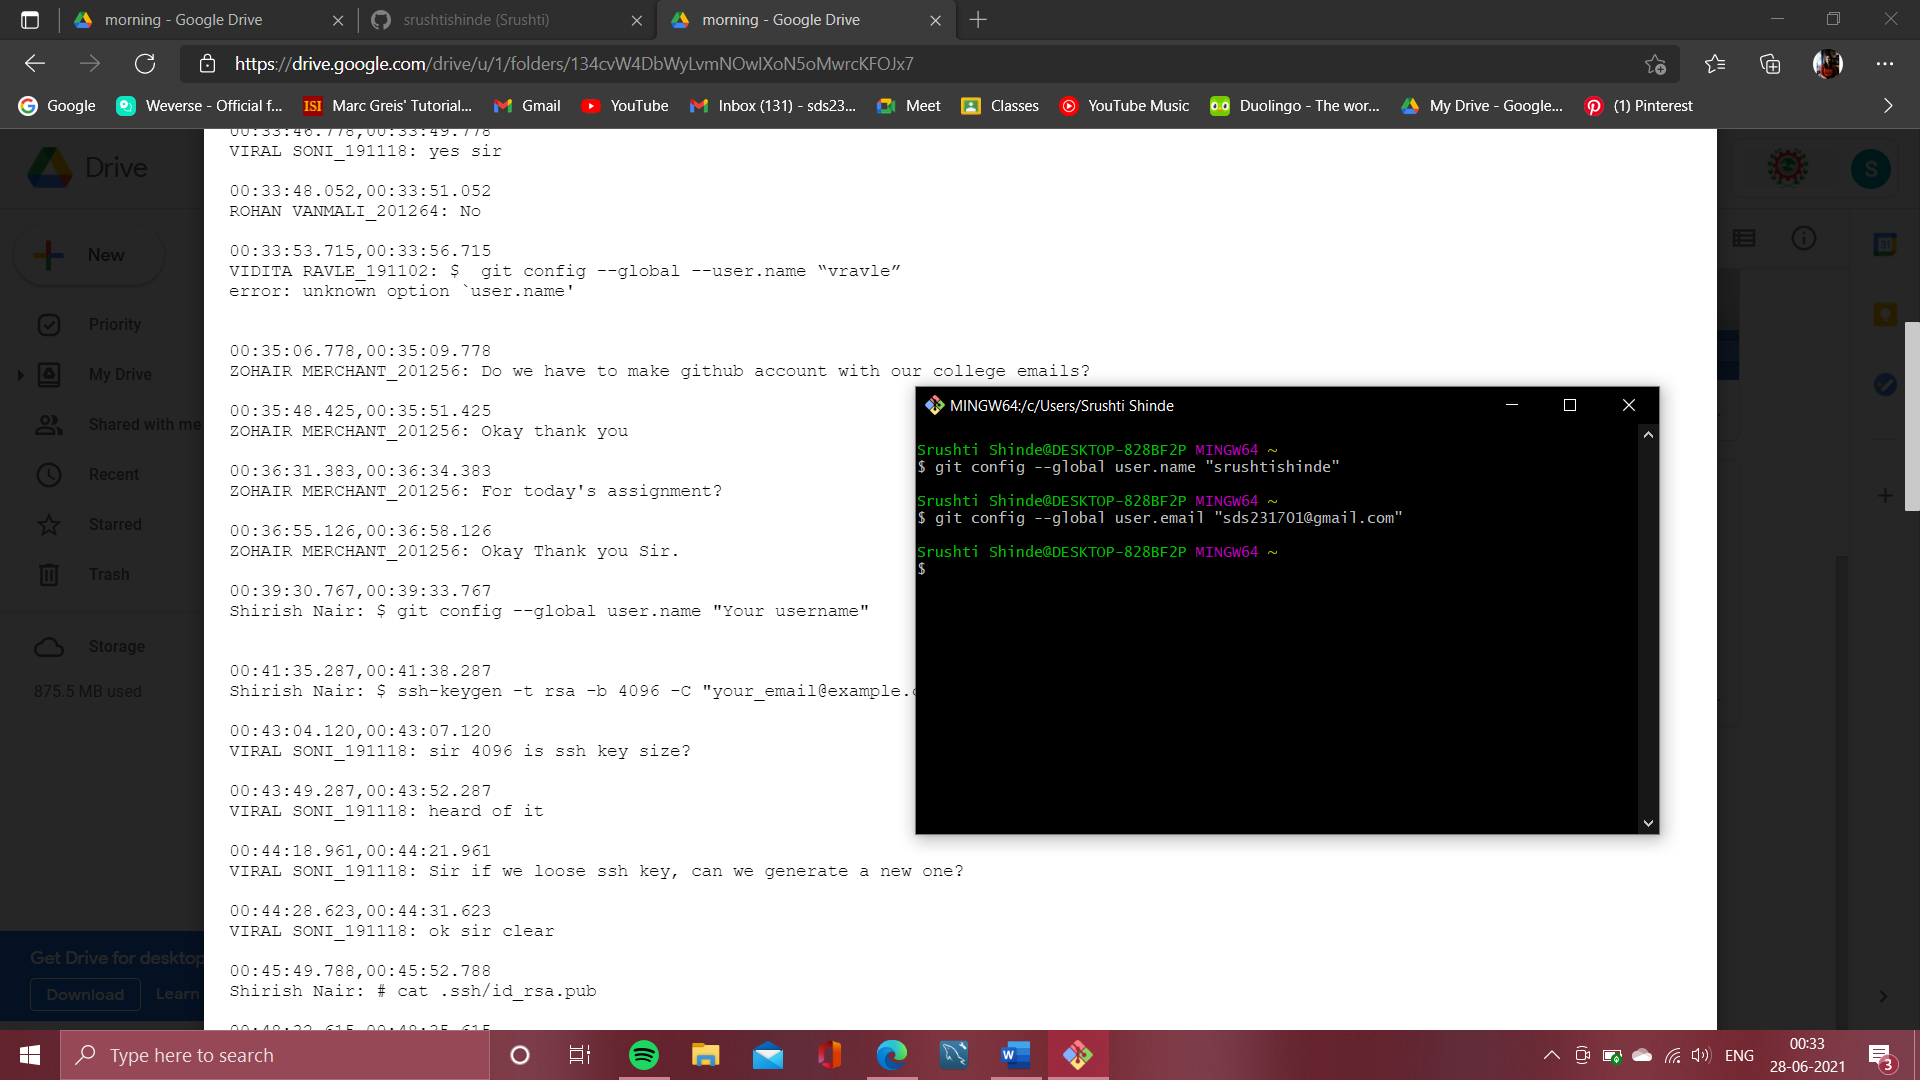 morning - Google Drive
srushtishinde (Srushti)
morning - Google Drive
https://drive.google.com/drive/u/1/folders/134cvW4DbWyLvmNOwlXoN5oMwrcKFOJx7
Google
Weverse - Official f...
ISI
Marc Greis' Tutorial...
Gmail
YouTube
Inbox (131) - sds23...
Meet
Classes
YouTube Music
Duolingo - The wor...
My Drive - Google...
(1) Pinterest
Drive
New
Priority
My Drive
Shared with me
Recent
Starred
Trash
Storage
875.5 MB used
Get Drive for desktop
Download
Learn
S
00:33:46.778,00:33:49.778
VIRAL SONI_191118: yes sir
00:33:48.052,00:33:51.052
ROHAN VANMALI_201264: No
00:33:53.715,00:33:56.715
VIDITA RAVLE_191102: $  git config --global --user.name “vravle”
error: unknown option `user.name'
00:35:06.778,00:35:09.778
ZOHAIR MERCHANT_201256: Do we have to make github account with our college emails?
00:35:48.425,00:35:51.425
ZOHAIR MERCHANT_201256: Okay thank you
00:36:31.383,00:36:34.383
ZOHAIR MERCHANT_201256: For today's assignment?
00:36:55.126,00:36:58.126
ZOHAIR MERCHANT_201256: Okay Thank you Sir.
00:39:30.767,00:39:33.767
Shirish Nair: $ git config --global user.name "Your username"
00:41:35.287,00:41:38.287
Shirish Nair: $ ssh-keygen -t rsa -b 4096 -C "your_email@example.
00:43:04.120,00:43:07.120
VIRAL SONI_191118: sir 4096 is ssh key size?
00:43:49.287,00:43:52.287
VIRAL SONI_191118: heard of it
00:44:18.961,00:44:21.961
VIRAL SONI_191118: Sir if we loose ssh key, can we generate a new one?
00:44:28.623,00:44:31.623
VIRAL SONI_191118: ok sir clear
00:45:49.788,00:45:52.788
Shirish Nair: # cat .ssh/id_rsa.pub
MINGW64:/c/Users/Srushti Shinde
Srushti Shinde@DESKTOP-828BF2P MINGW64 ~
$ git config --global user.name "srushtishinde"
Srushti Shinde@DESKTOP-828BF2P MINGW64 ~
$ git config --global user.email "sds231701@gmail.com"
Srushti Shinde@DESKTOP-828BF2P MINGW64 ~
$
Type here to search
ENG
00:33
28-06-2021
3